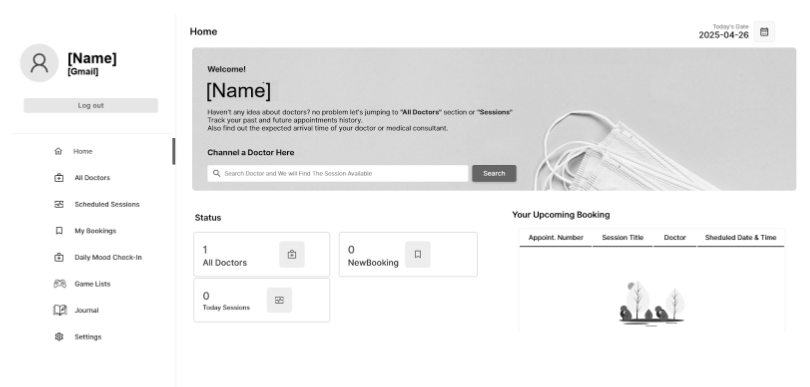 [Name]
[Gmail]
Log out
Home
All Doctors
Scheduled Sessions
My Bookings
Daily Mood Check-In
Game Lists
Journal
Settings
Home
Today's Date
2025-04-26
Welcome!
[Name]
Haven't any idea about doctors? no problem let's jumping to "All Doctors" section or "Sessions"
Track your past and future appointments history.
Also find out the expected arrival time of your doctor or medical consultant.
Channel a Doctor Here
Search Doctor and We will Find The Session Available
Search
Status
1
All Doctors
0
NewBooking
0
Today Sessions
Your Upcoming Booking
Appoint. Number Session Title Doctor Sheduled Date & Time